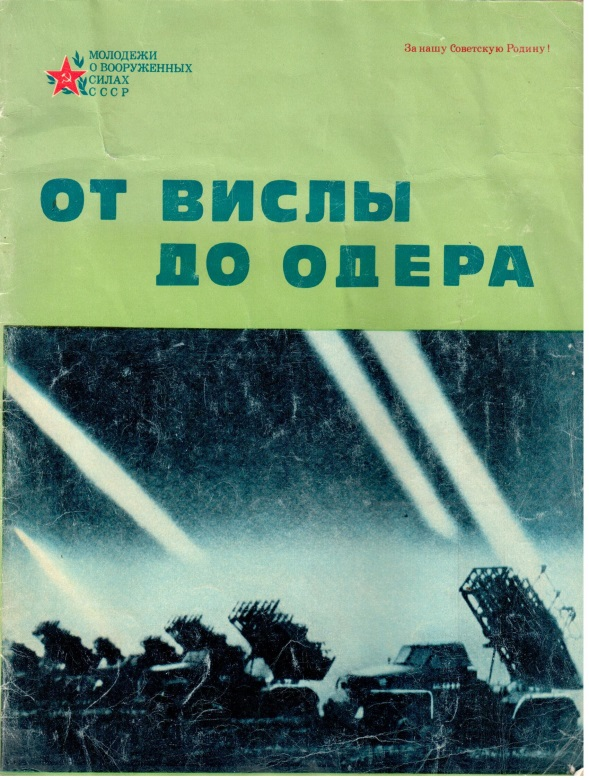 МОЛОДЕЖИ
О ВООРУЖЕННЫХ
СИЛАХ
СССР
За нашу Советскую Родину!
ОТ ВИСЛЫ
ДО ОДЕРА